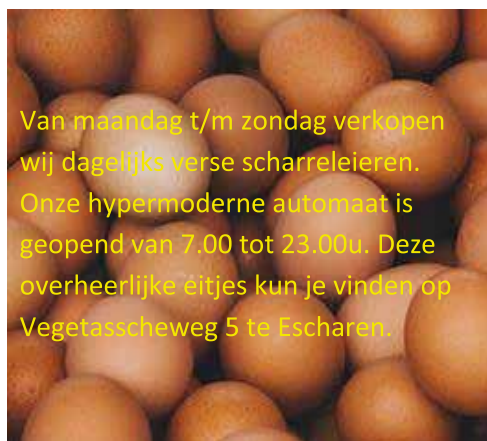 Van maandag t/m zondag verkopen
wij dagelijks verse scharreleieren.
Onze hypermoderne automaat is
geopend van 7.00 tot 23.00u. Deze
overheerlijke eitjes kun je vinden op
Vegetasscheweg 5 te Escharen.